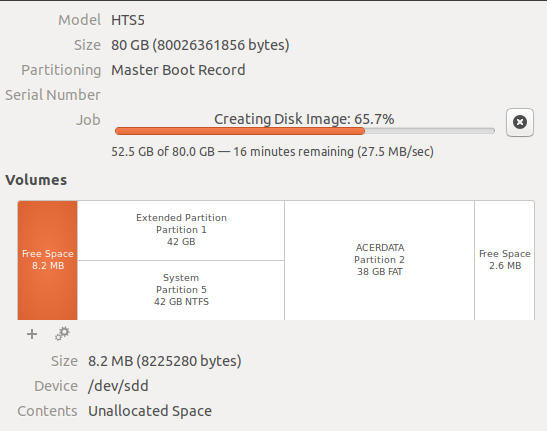 Model HTS5
Size 80 GB (80026361856 bytes)
Partitioning Master Boot Record
Serial Number
Job Creating Disk Image: 65.7%
52.5 GB of 80.0 GB — 16 minutes remaining (27.5 MB/sec)
Volumes
Free Space
8.2 MB
Extended Partition
Partition 1
42 GB
System
Partition 5
42 GB NTFS
ACERDATA
Partition 2
38 GB FAT
Free Space
2.6 MB
Size 8.2 MB (8225280 bytes)
Device /dev/sdd
Contents Unallocated Space